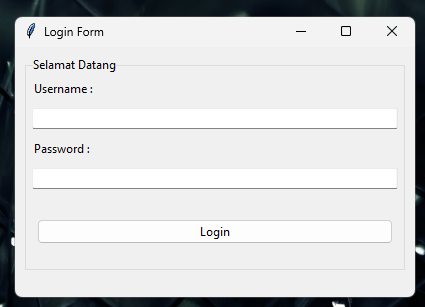 Login Form
Selamat Datang
Username :
Password :
Login